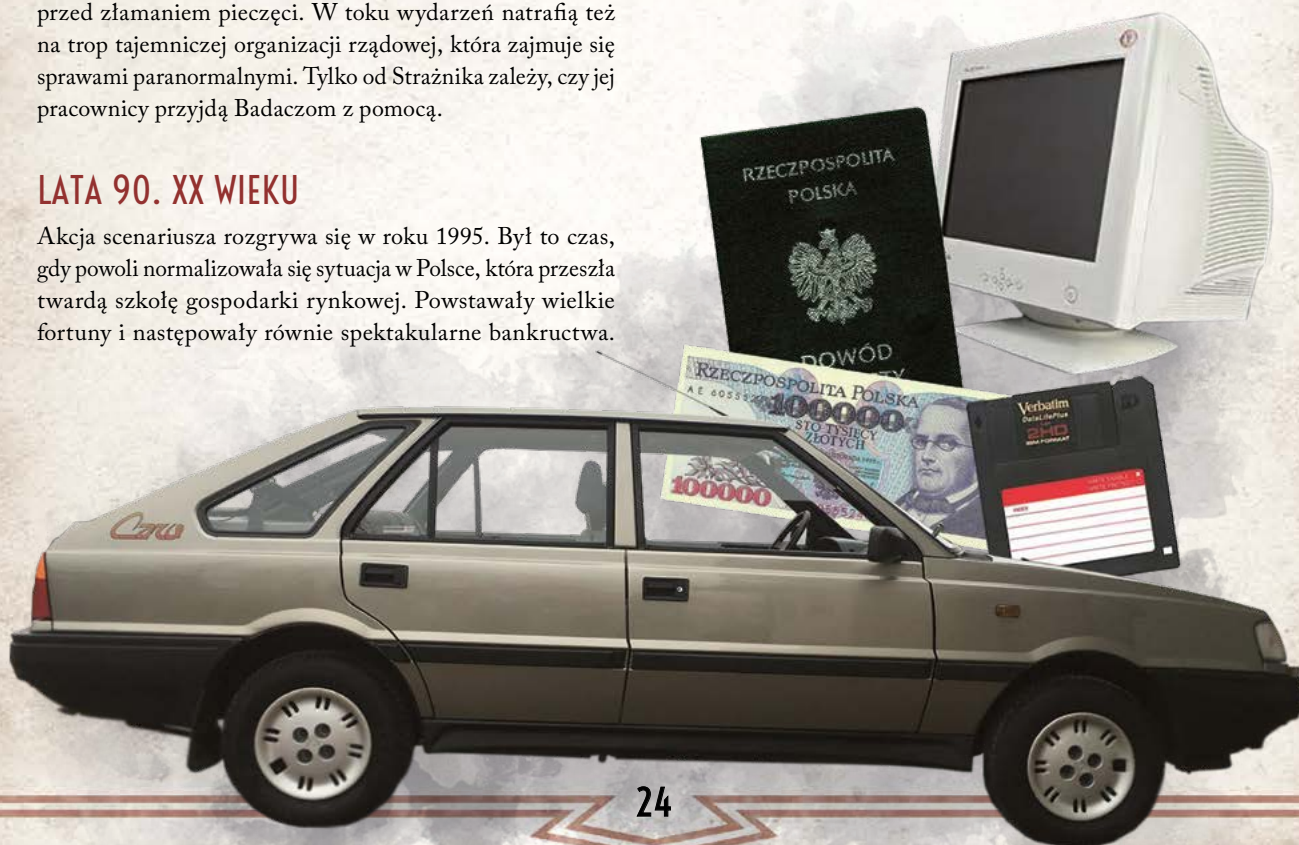 przed złamaniem pieczęci. W toku wydarzeń natrafią też
na trop tajemniczej organizacji rządowej, która zajmuje się
sprawami paranormalnymi. Tylko od Strażnika zależy, czy jej
pracownicy przyjdą Badaczom z pomocą.
LATA 90. XX WIEKU
Akcja scenariusza rozgrywa się w roku 1995. Był to czas,
gdy powoli normalizowała się sytuacja w Polsce, która przeszła
twardą szkołę gospodarki rynkowej. Powstawały wielkie
fortuny i następowały równie spektakularne bankructwa.
RZECZPOSPOLITA
POLSKA
DOWÓD
RZECZPOSPOLITA POLSKA
100000
STO TYSIĘCY
ZŁOTYCH
100000
Verbatim
DataLifePlus
2HD
IBM FORMAT
24